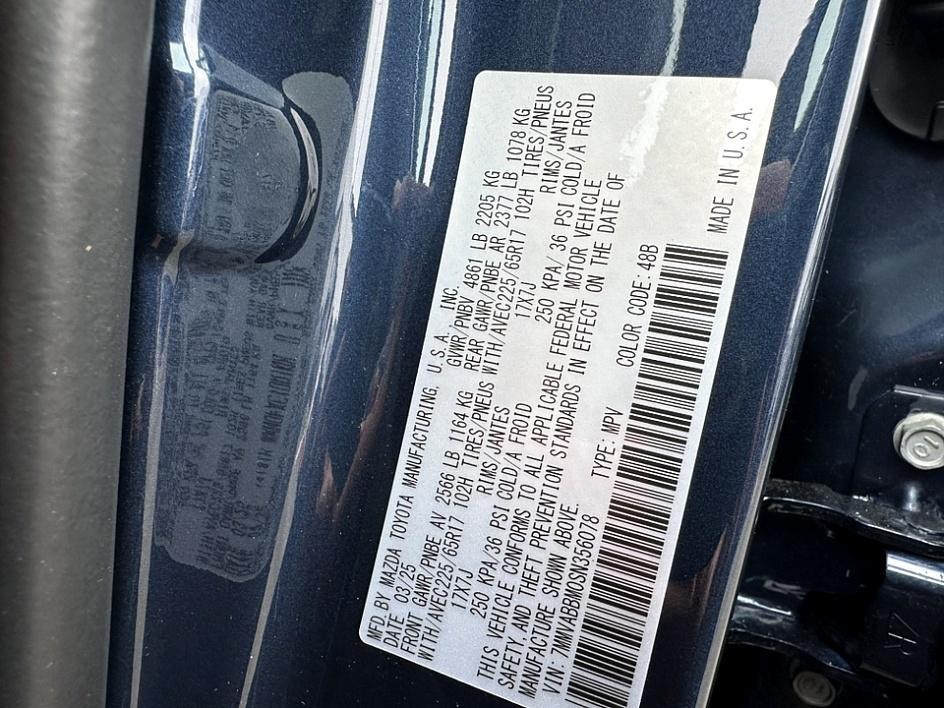 MFD. BY MAZDA TOYOTA MANUFACTURING, U.S.A. INC.
DATE 03/25 GVWR/PNBV 4861 LB 2205 KG
FRONT GAWR/PNBE AV 2566 LB 1164 KG REAR GAWR/PNBE AR 2377 LB 1078 KG
WITH/AVEC225/65R17 102H TIRES/PNEUS WITH/AVEC225/65R17 102H TIRES/PNEUS
17X7J RIMS/JANTES 17X7J RIMS/JANTES
250 KPA/36 PSI COLD/A FROID 250 KPA/ 36 PSI COLD/A FROID
THIS VEHICLE CONFORMS TO ALL APPLICABLE FEDERAL MOTOR VEHICLE
SAFETY, AND THEFT PREVENTION STANDARDS IN EFFECT ON THE DATE OF
MANUFACTURE SHOWN ABOVE.
VIN: 7MMVABBM0SN356078 TYPE: MPV COLOR CODE: 48B
MADE IN U.S.A.